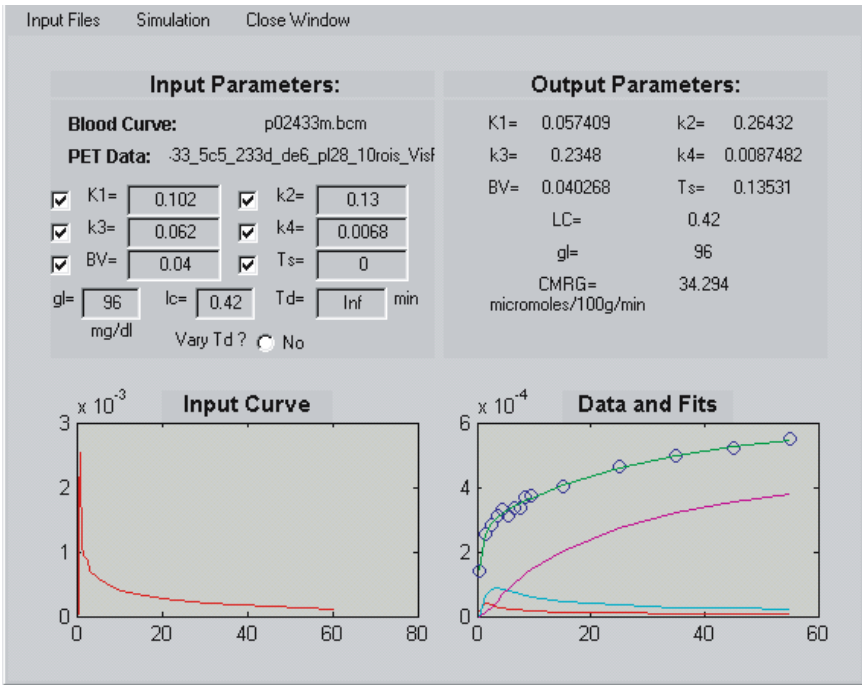 Input Files Simulation Close Window
Input Parameters:
Blood Curve: p02433m.bcm
PET Data: -33_5c5_233d_de6_pl28_10rois_Visf
K1= 0.102 k2= 0.13
k3= 0.062 k4= 0.0068
BV= 0.04 Ts= 0
gl= 96 lc= 0.42 Td= Inf min
mg/dl
Vary Td ? No
Output Parameters:
K1= 0.057409 k2= 0.26432
k3= 0.2348 k4= 0.0087482
BV= 0.040268 Ts= 0.13531
LC= 0.42
gl= 96
CMRG= 34.294
micromoles/100g/min
Input Curve
x 10^-3
3
2
1
0
0 20 40 60 80
Data and Fits
x 10^-4
6
4
2
0
0 20 40 60